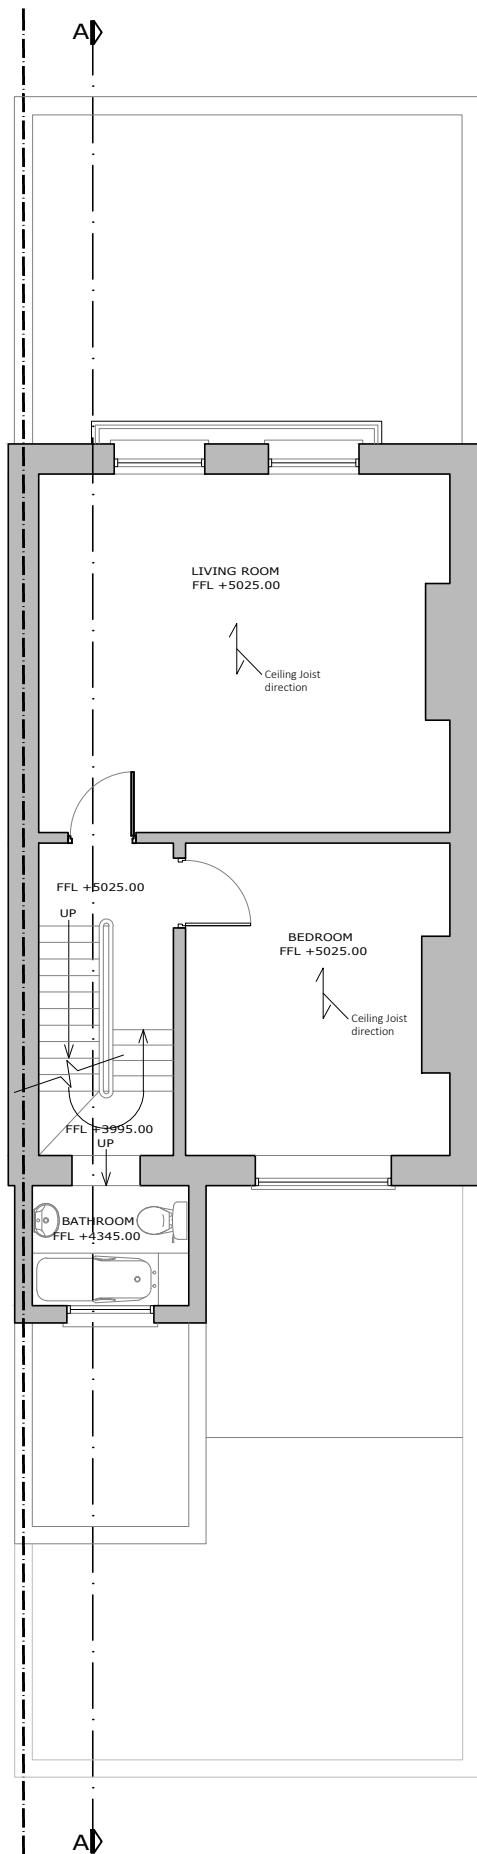 A
LIVING ROOM
FFL +5025.00
Ceiling Joist
direction
FFL +5025.00
UP
BEDROOM
FFL +5025.00
Ceiling Joist
direction
FFL +3995.00
UP
BATHROOM
FFL +4345.00
A